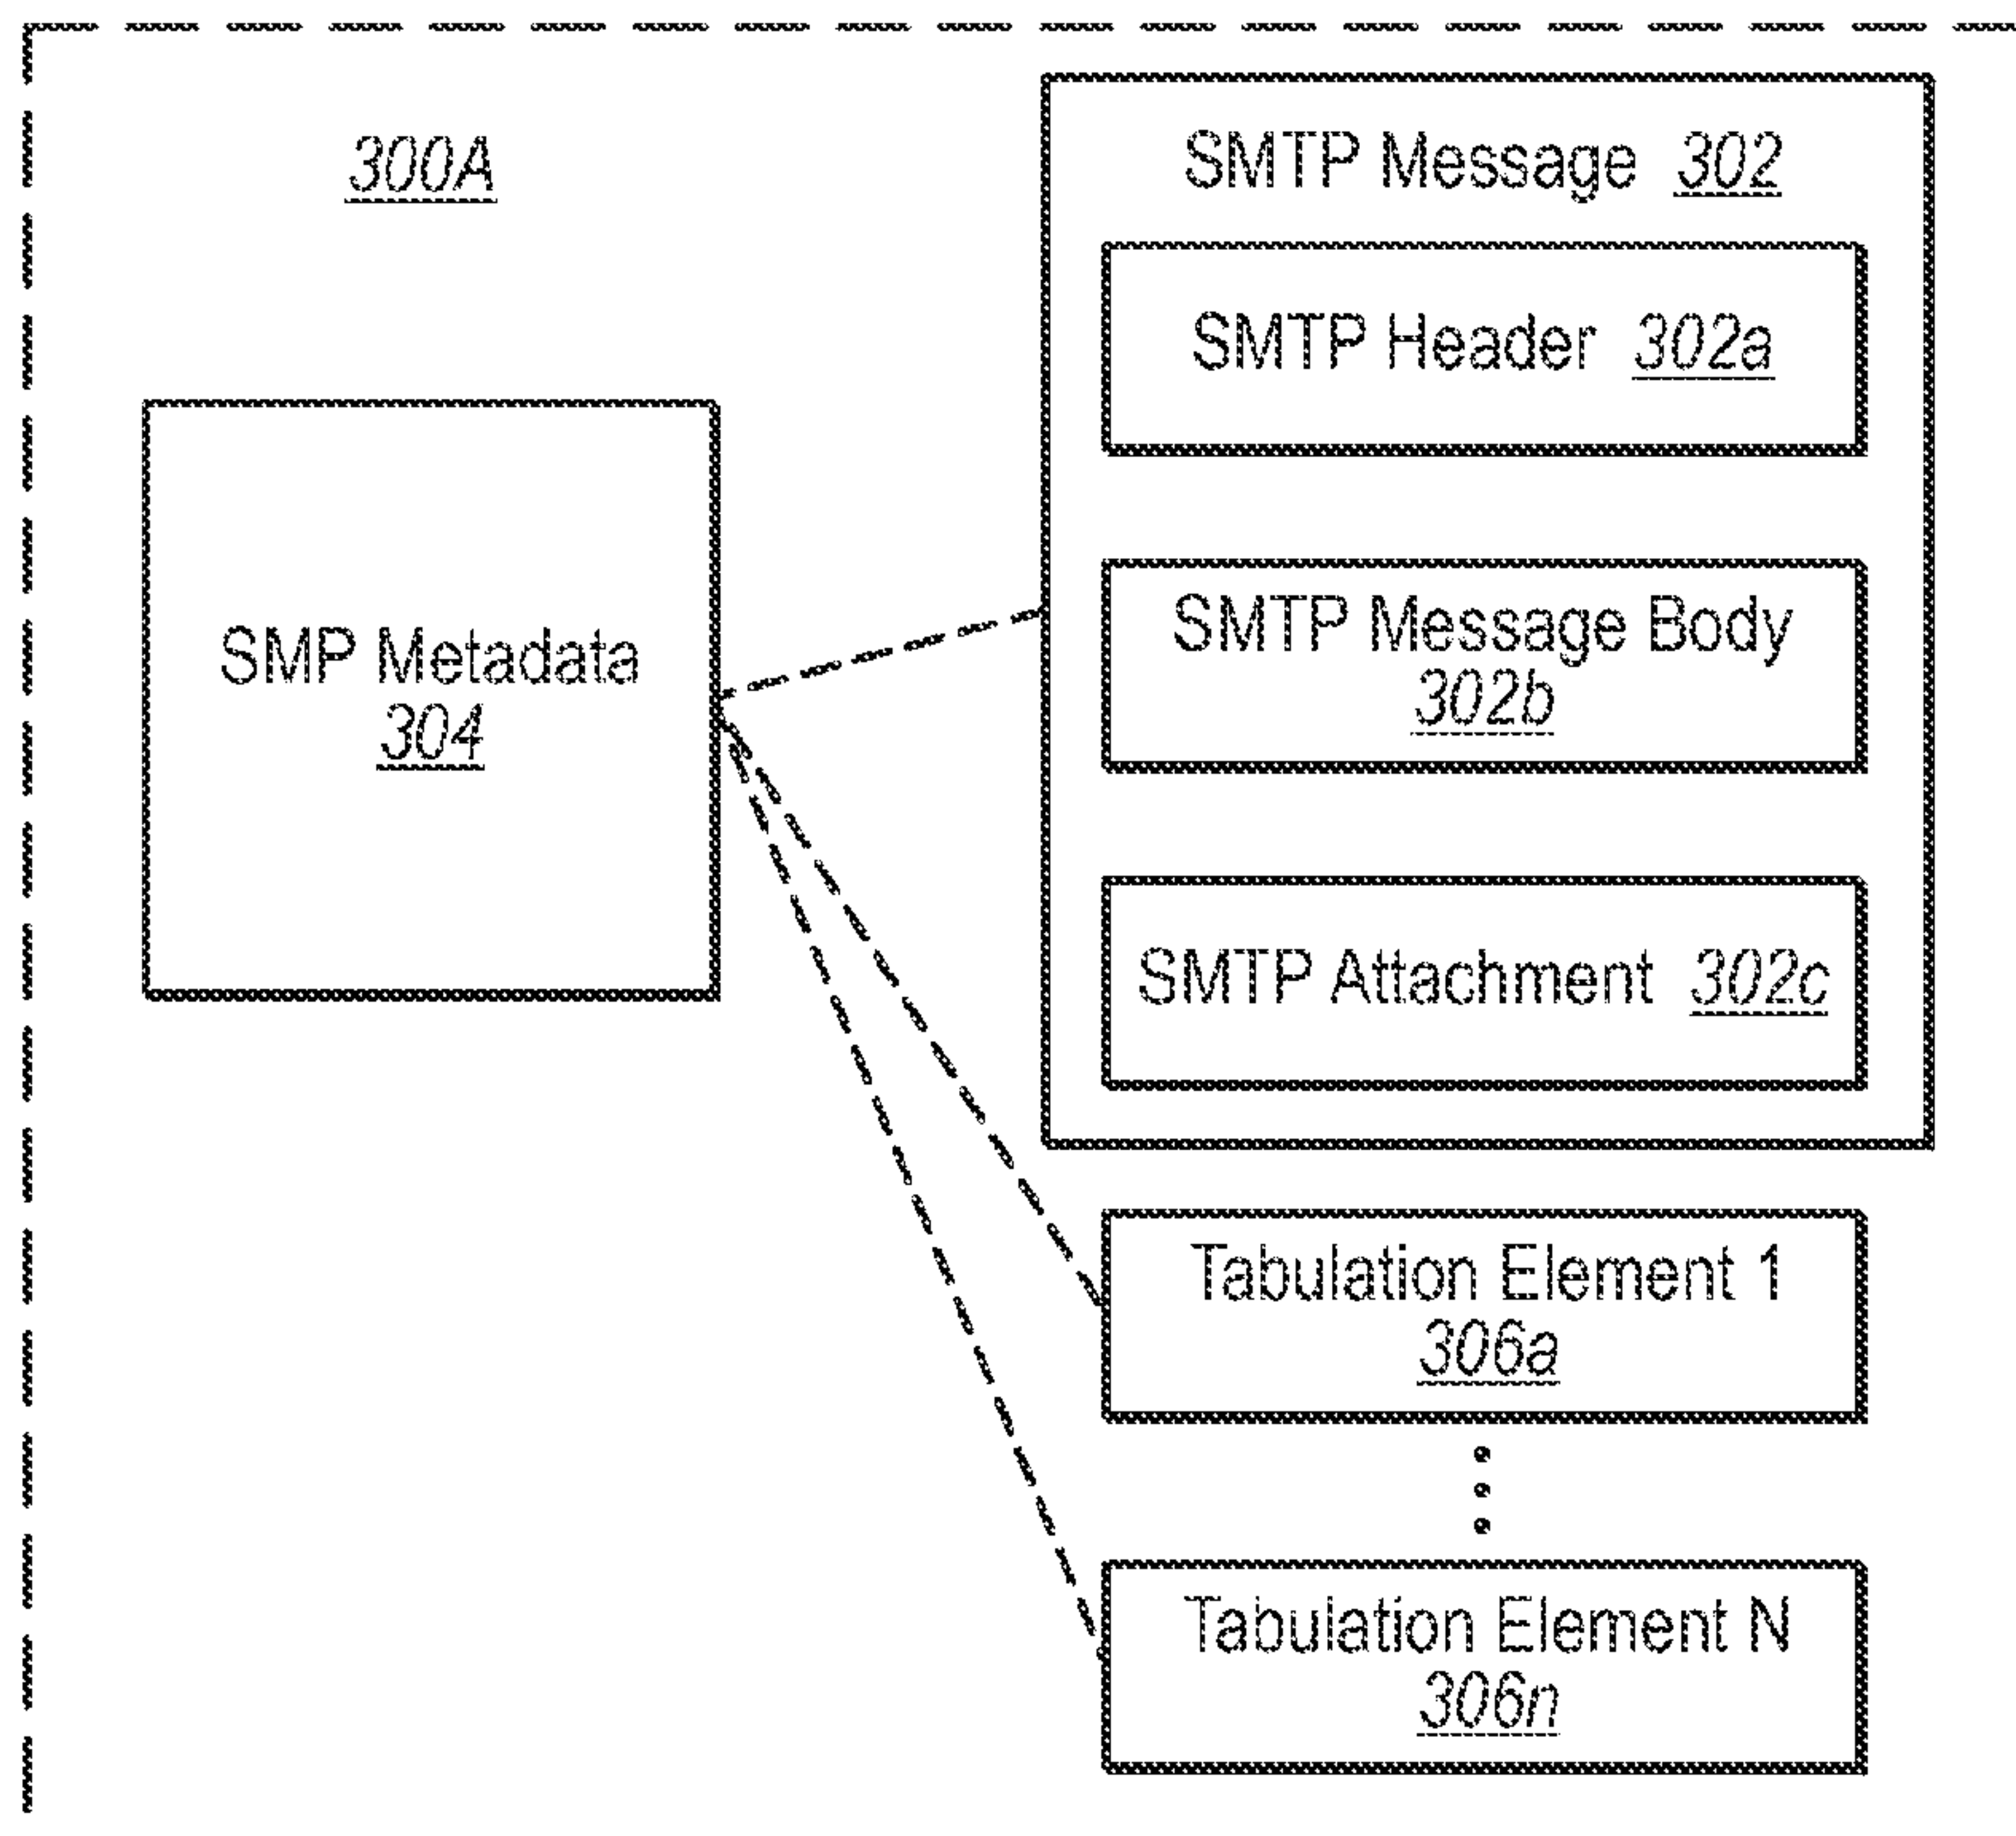 300A
SMTP Message 302
SMTP Header 302a
SMP Metadata
304
SMTP Message Body
302b
SMTP Attachment 302c
Tabulation Element 1
306a
Tabulation Element N
306n